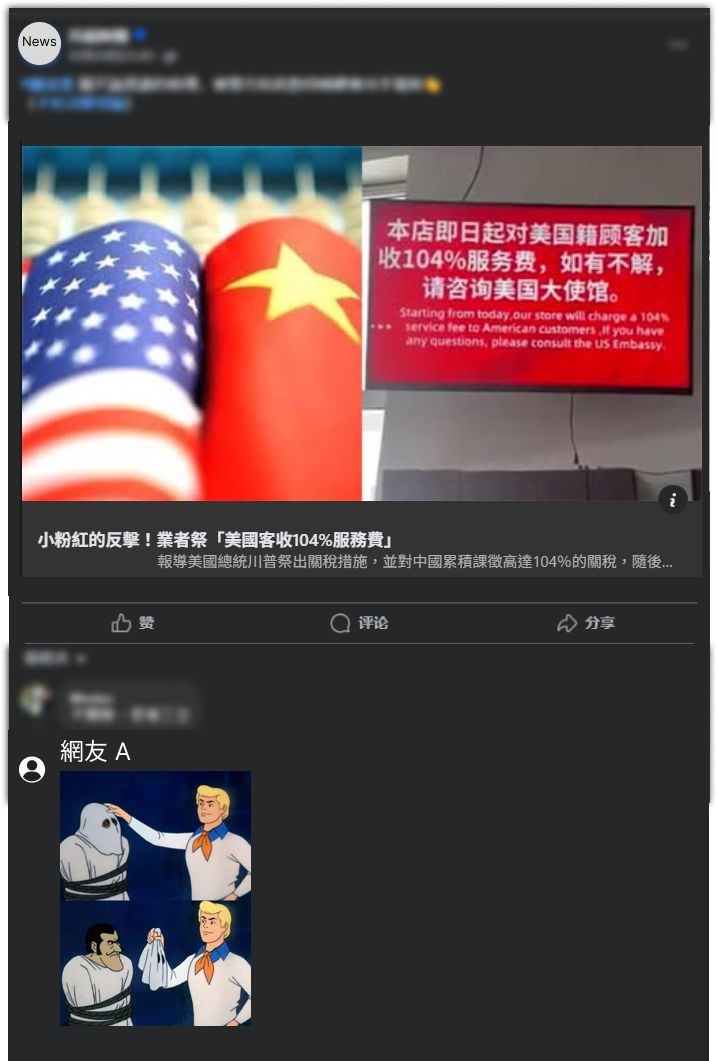 News
本店即日起对美国籍顾客加
收104%服务费，如有不解，
请咨询美国大使馆。
Starting from today,our store will charge a 104%
service fee to American customers ,If you have
any questions, please consult the US Embassy.
小粉紅的反擊！業者祭「美國客收104%服務費」
報導美國總統川普祭出關稅措施，並對中國累積課徵高達104%的關稅，隨後...
赞
评论
分享
網友 A